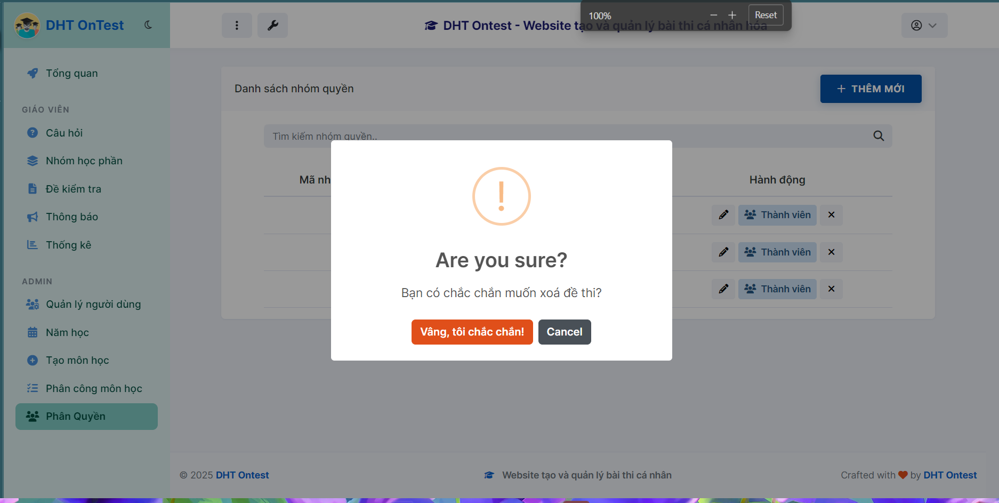 DHT OnTest
DHT Ontest - Website tạo và quản lý bài thi cá nhân hóa
100%
Reset
Tổng quan
GIÁO VIÊN
Câu hỏi
Nhóm học phần
Đề kiểm tra
Thông báo
Thống kê
ADMIN
Quản lý người dùng
Năm học
Tạo môn học
Phân công môn học
Phân Quyền
Danh sách nhóm quyền
THÊM MỚI
Tìm kiếm nhóm quyền..
Mã nh
Hành động
Thành viên
Thành viên
Thành viên
Are you sure?
Bạn có chắc chắn muốn xoá đề thi?
Vâng, tôi chắc chắn!
Cancel
© 2025 DHT Ontest
Website tạo và quản lý bài thi cá nhân
Crafted with ❤ by DHT Ontest